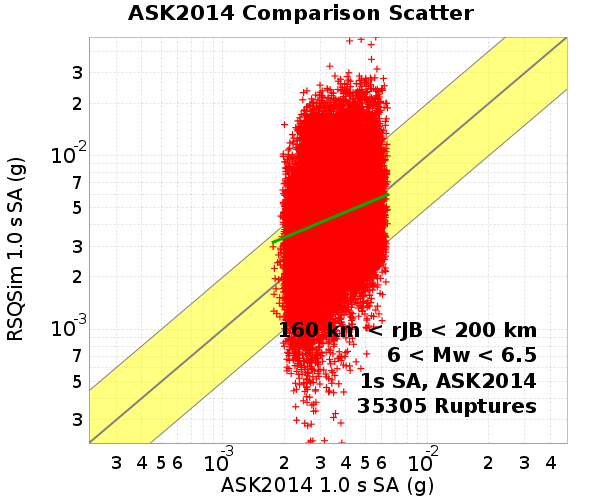 ASK2014 Comparison Scatter
RSQSim 1.0 s SA (g)
3
2
10-2
7
5
3
2
10-3
7
5
3
160 km < rJB < 200 km
6 < Mw < 6.5
1s SA, ASK2014
35305 Ruptures
3 4 5 6 10-3 2 3 4 5 6 10-2 2 3 4
ASK2014 1.0 s SA (g)